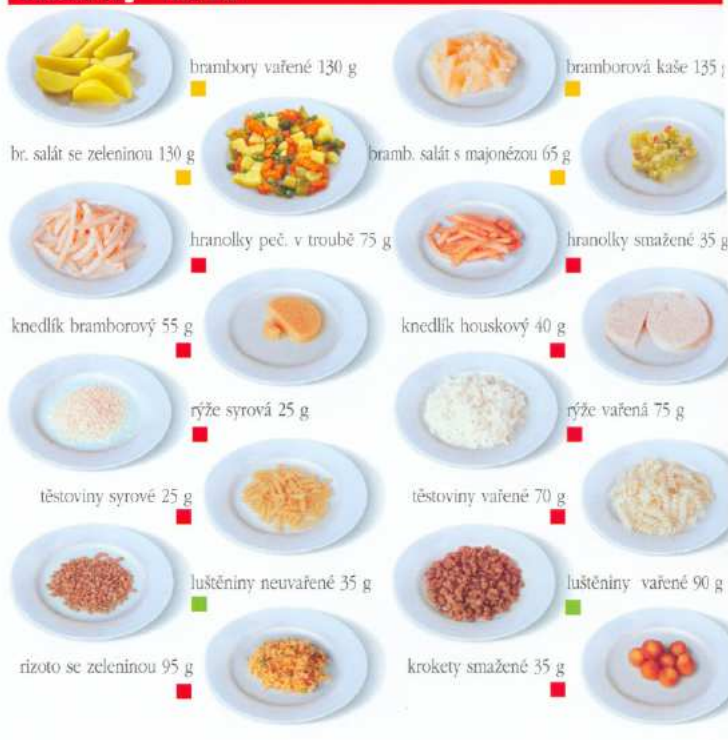 brambory vařené 130 g
bramborová kaše 135
br. salát se zeleninou 130 g
bramb. salát s majonézou 65 g
hranolky peč. v troubě 75 g
hranolky smažené 35 g
knedlík bramborový 55 g
knedlík houskový 40 g
rýže syrová 25 g
rýže vařená 75 g
těstoviny syrové 25 g
těstoviny vařené 70 g
luštěniny neuvařené 35 g
luštěniny vařené 90 g
rizoto se zeleninou 95 g
krokety smažené 35 g